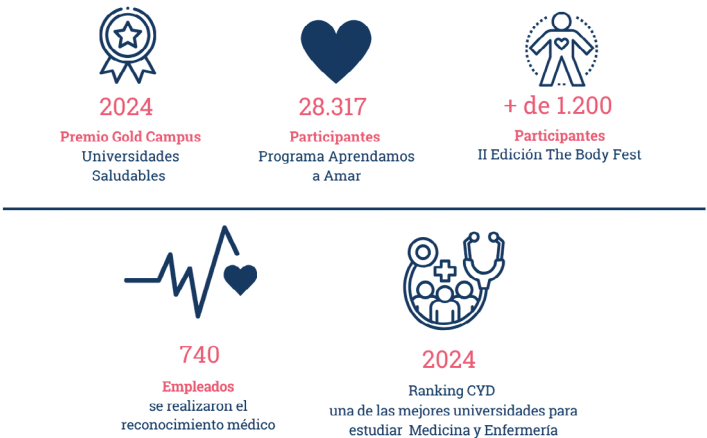 2024
Premio Gold Campus
Universidades
Saludables
28.317
Participantes
Programa Aprendamos
a Amar
+ de 1.200
Participantes
II Edición The Body Fest
740
Empleados
se realizaron el
reconocimiento médico
2024
Ranking CYD
una de las mejores universidades para
estudiar Medicina y Enfermería